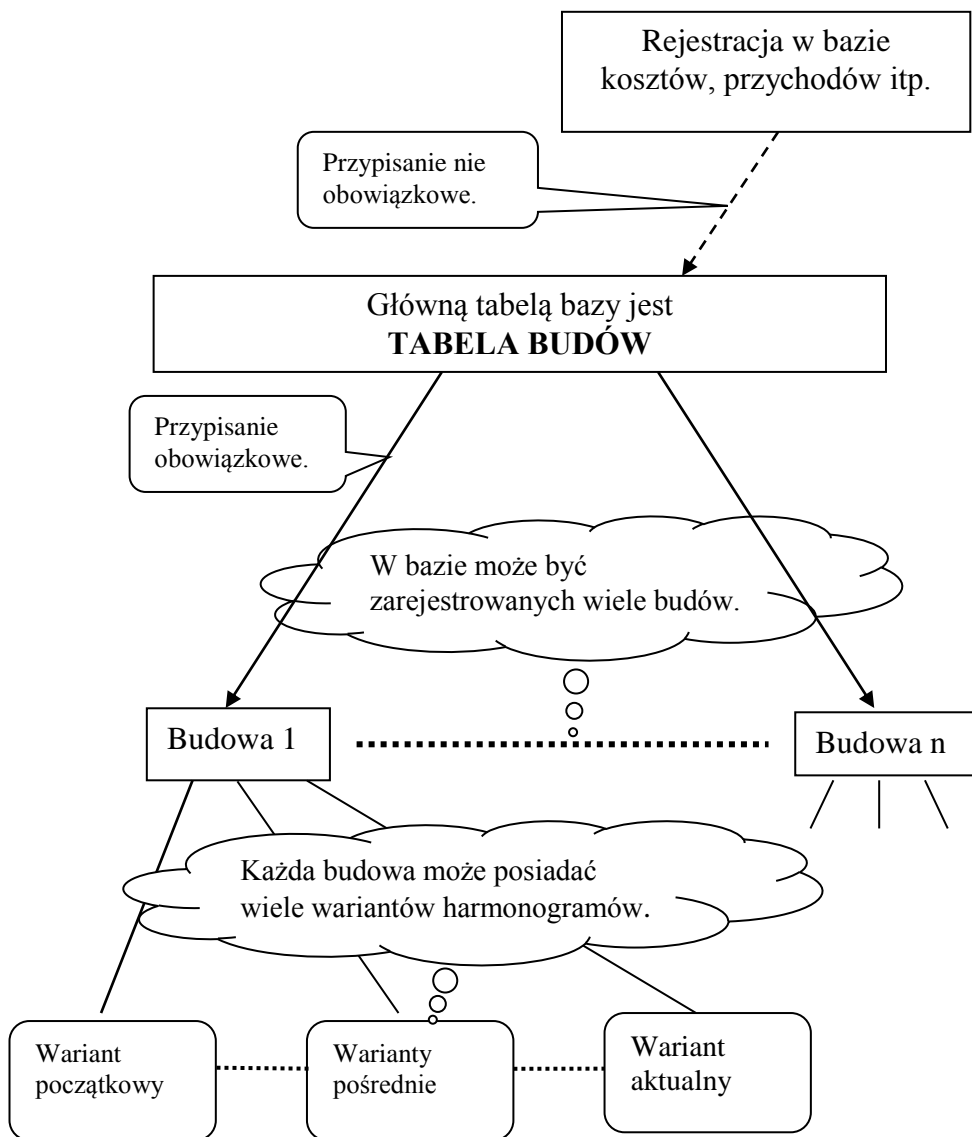 Rejestracja w bazie
kosztów, przychodów itp.
Przypisanie nie
obowiązkowe.
Główną tabelą bazy jest
TABELA BUDÓW
Przypisanie
obowiązkowe.
W bazie może być
zarejestrowanych wiele budów.
Budowa 1
Budowa n
Każda budowa może posiadać
wiele wariantów harmonogramów.
Wariant
początkowy
Warianty
pośrednie
Wariant
aktualny